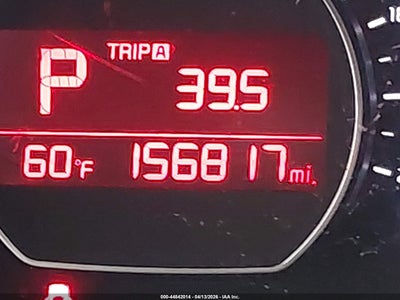 P TRIP A 39.5
60°F 156817 mi.
000-44842014 - 04/13/2026 - IAA Inc.